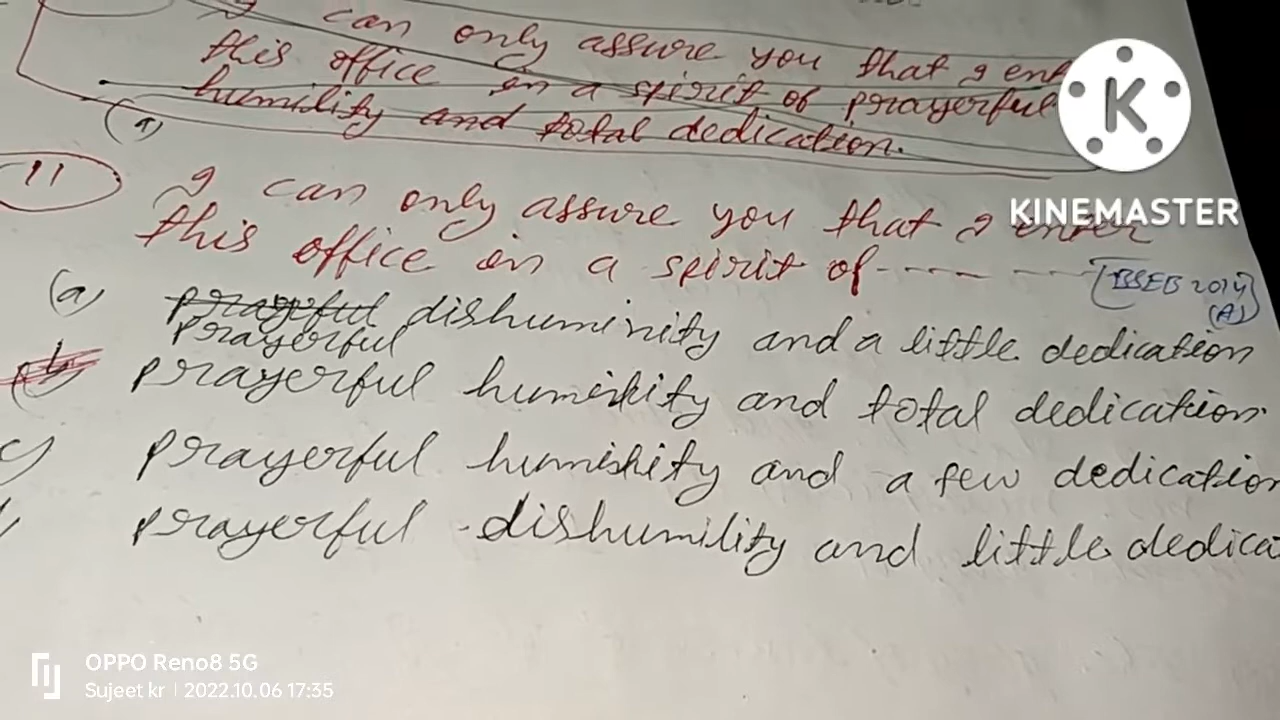 I can only assure you that I ent
this office in a spirit of prayerful
humility and total dedication.
(a)
11 I can only assure you that I enter
this office in a spirit of - - - - - - - [BSEB 2014 (A)]
(a) prayerful dishuminity and a little dedication
Prayerful
(b) prayerful humility and total dedication.
c) prayerful humility and a few dedication
prayerful dishumility and little dedica
K
KINEMASTER
OPPO Reno8 5G
Sujeet kr | 2022.10.06 17:35